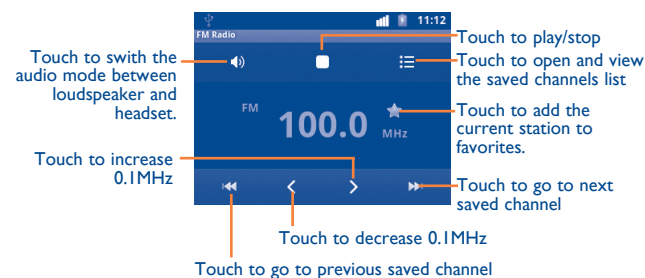 11:12
FM Radio
Touch to swith the
audio mode between
loudspeaker and
headset.
Touch to play/stop
Touch to open and view
the saved channels list
FM
100.0
MHz
Touch to add the
current station to
favorites.
Touch to increase
0.1MHz
Touch to go to next
saved channel
Touch to decrease 0.1MHz
Touch to go to previous saved channel